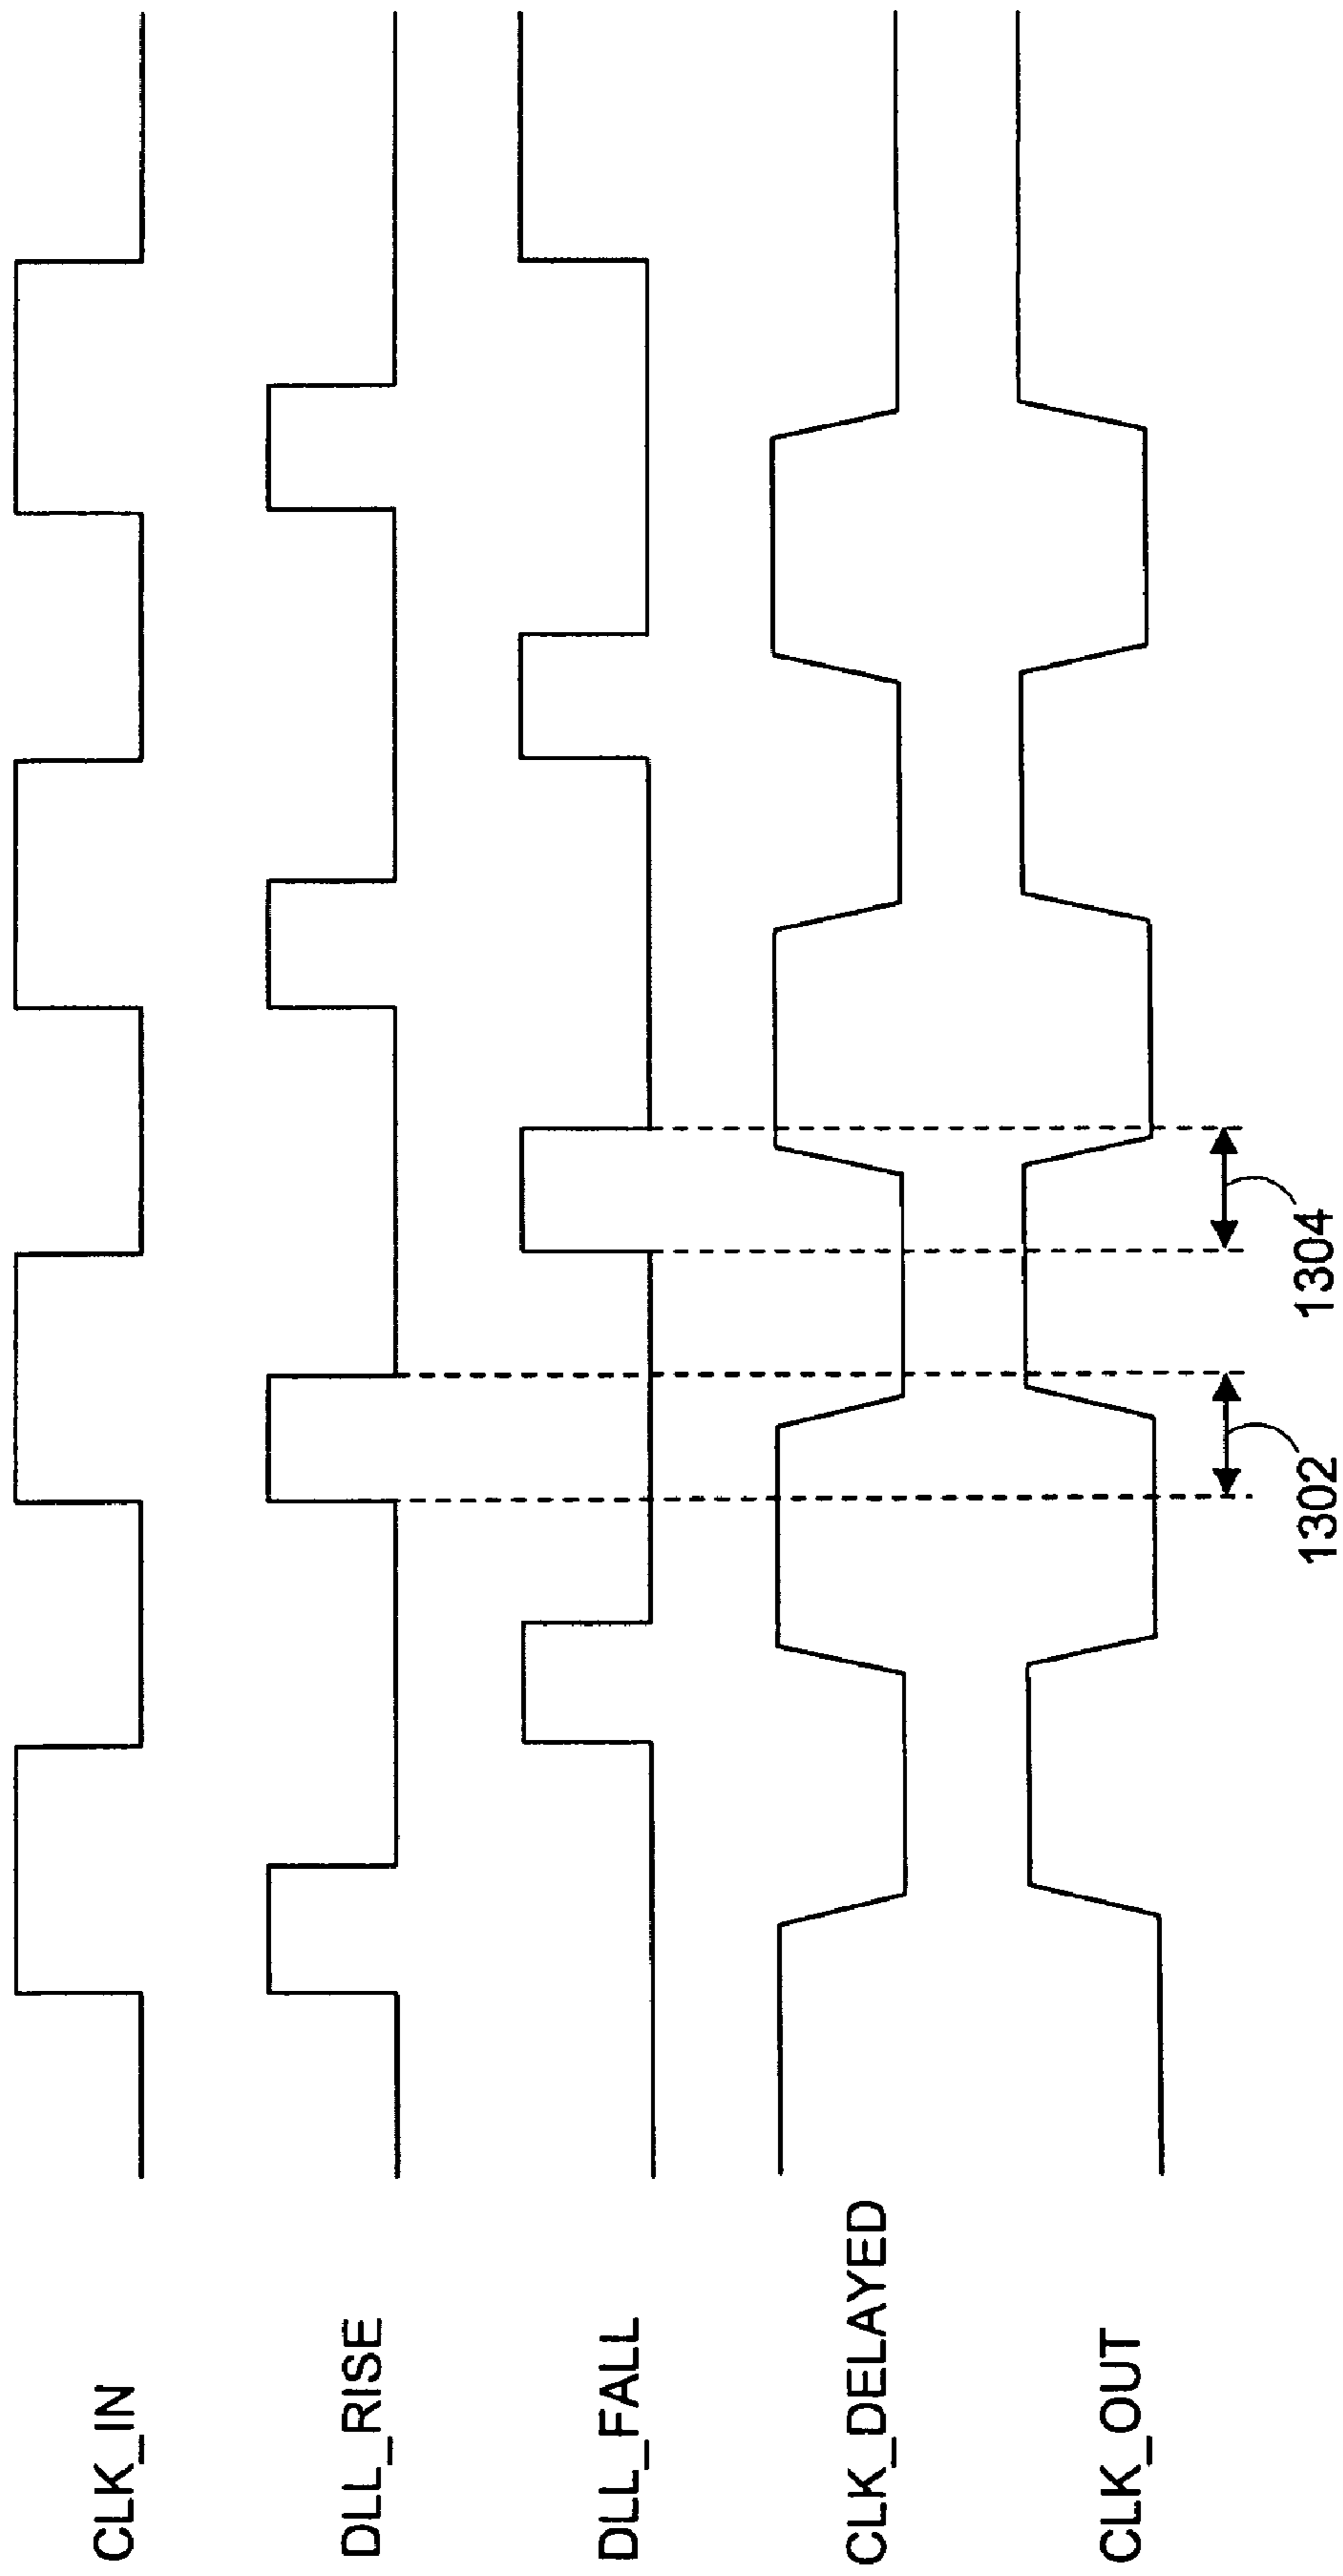 CLK_IN
DLL_RISE
DLL_FALL
CLK_DELAYED
CLK_OUT
1302
1304